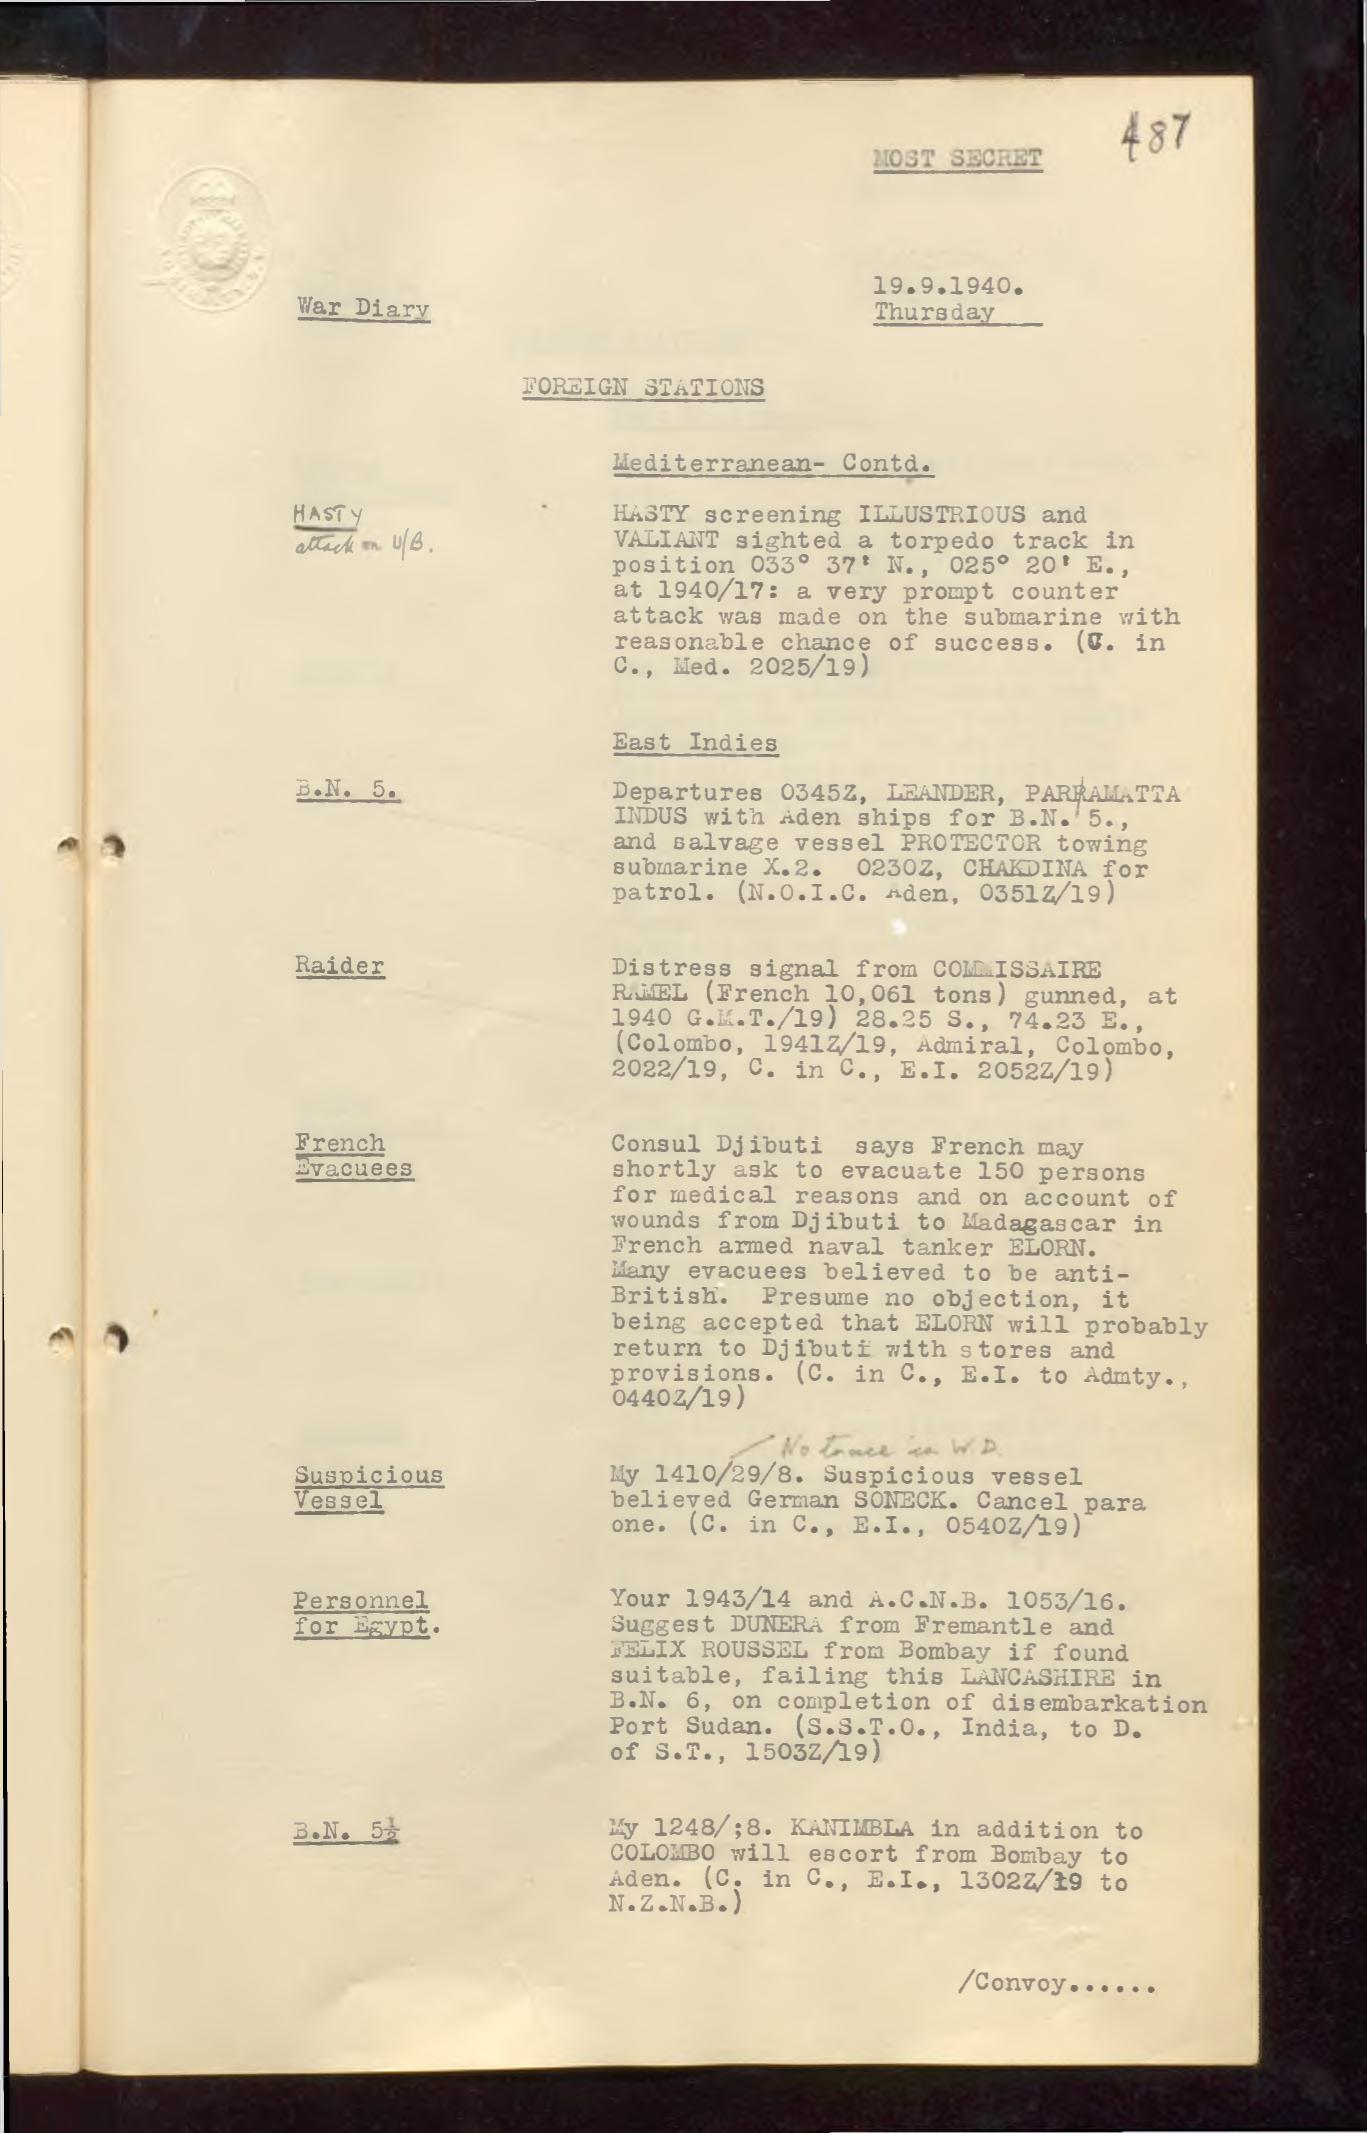 487
MOST SECRET
19.9.1940.
War Diary
Thursday
FOREIGN STATIONS
Mediterranean- Contd.
HASTY
attack on U/B.
HASTY screening ILLUSTRIOUS and
VALIANT sighted a torpedo track in
position 033° 37' N., 025° 20' E.,
at 1940/17: a very prompt counter
attack was made on the submarine with
reasonable chance of success. (C. in
C., Med. 2025/19)
East Indies
B.N. 5.
Departures 0345Z, LEANDER, PARRAMATTA
INDUS with Aden ships for B.N. 5.,
and salvage vessel PROTECTOR towing
submarine X.2. 0230Z, CHAKDINA for
patrol. (N.O.I.C. Aden, 0351Z/19)
Raider
Distress signal from COMMISSAIRE
RAMEL (French 10,061 tons) gunned, at
1940 G.M.T./19) 28.25 S., 74.23 E.,
(Colombo, 1941Z/19, Admiral, Colombo,
2022/19, C. in C., E.I. 2052Z/19)
French
Evacuees
Consul Djibuti says French may
shortly ask to evacuate 150 persons
for medical reasons and on account of
wounds from Djibuti to Madagascar in
French armed naval tanker ELORN.
Many evacuees believed to be anti-
British. Presume no objection, it
being accepted that ELORN will probably
return to Djibuti with stores and
provisions. (C. in C., E.I. to Admty.,
0440Z/19)
No trace in W.D.
Suspicious
Vessel
My 1410/29/8. Suspicious vessel
believed German SONECK. Cancel para
one. (C. in C., E.I., 0540Z/19)
Personnel
for Egypt.
Your 1943/14 and A.C.N.B. 1053/16.
Suggest DUNERA from Fremantle and
FELIX ROUSSEL from Bombay if found
suitable, failing this LANCASHIRE in
B.N. 6, on completion of disembarkation
Port Sudan. (S.S.T.O., India, to D.
of S.T., 1503Z/19)
B.N. 5½
My 1248/;8. KANIMBLA in addition to
COLOMBO will escort from Bombay to
Aden. (C. in C., E.I., 1302Z/19 to
N.Z.N.B.)
/Convoy......